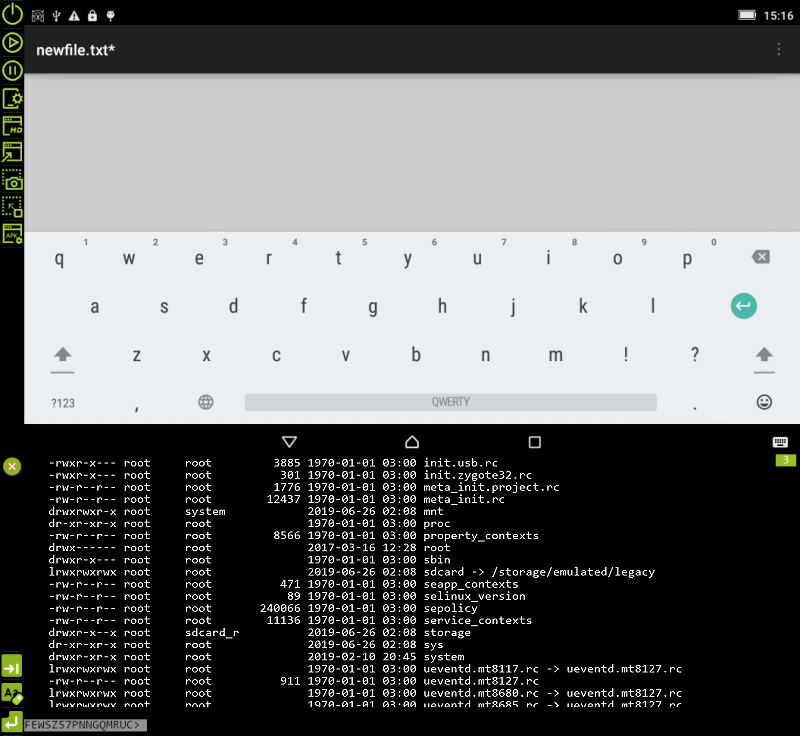 15:16
newfile.txt*
HD
APK
1 2 3 4 5 6 7 8 9 0
q w e r t y u i o p
a s d f g h j k l
z x c v b n m ! ?
?123 , QWERTY .
3
-rwxr-x--- root root 3885 1970-01-01 03:00 init.usb.rc
-rwxr-x--- root root 301 1970-01-01 03:00 init.zygote32.rc
-rw-r--r-- root root 1776 1970-01-01 03:00 meta_init.project.rc
-rw-r--r-- root root 12437 1970-01-01 03:00 meta_init.rc
drwxrwxr-x root system 2019-06-26 02:08 mnt
dr-xr-xr-x root root 1970-01-01 03:00 proc
-rw-r--r-- root root 8566 1970-01-01 03:00 property_contexts
drwx------ root root 2017-03-16 12:28 root
drwxr-x--- root root 1970-01-01 03:00 sbin
lrwxrwxrwx root root 2019-06-26 02:08 sdcard -> /storage/emulated/legacy
-rw-r--r-- root root 471 1970-01-01 03:00 seapp_contexts
-rw-r--r-- root root 89 1970-01-01 03:00 selinux_version
-rw-r--r-- root root 240066 1970-01-01 03:00 sepolicy
-rw-r--r-- root root 11136 1970-01-01 03:00 service_contexts
drwxr-x--x root sdcard_r 2019-06-26 02:08 storage
dr-xr-xr-x root root 2019-06-26 02:08 sys
drwxr-xr-x root root 2019-02-10 20:45 system
lrwxrwxrwx root root 1970-01-01 03:00 ueventd.mt8117.rc -> ueventd.mt8127.rc
-rw-r--r-- root root 911 1970-01-01 03:00 ueventd.mt8127.rc
lrwxrwxrwx root root 1970-01-01 03:00 ueventd.mt8680.rc -> ueventd.mt8127.rc
lrwxrwxrwx root root 1970-01-01 03:00 ueventd.mt8685.rc -> ueventd.mt8127.rc
Aa
FEWSZ57PNNGQMRUC>